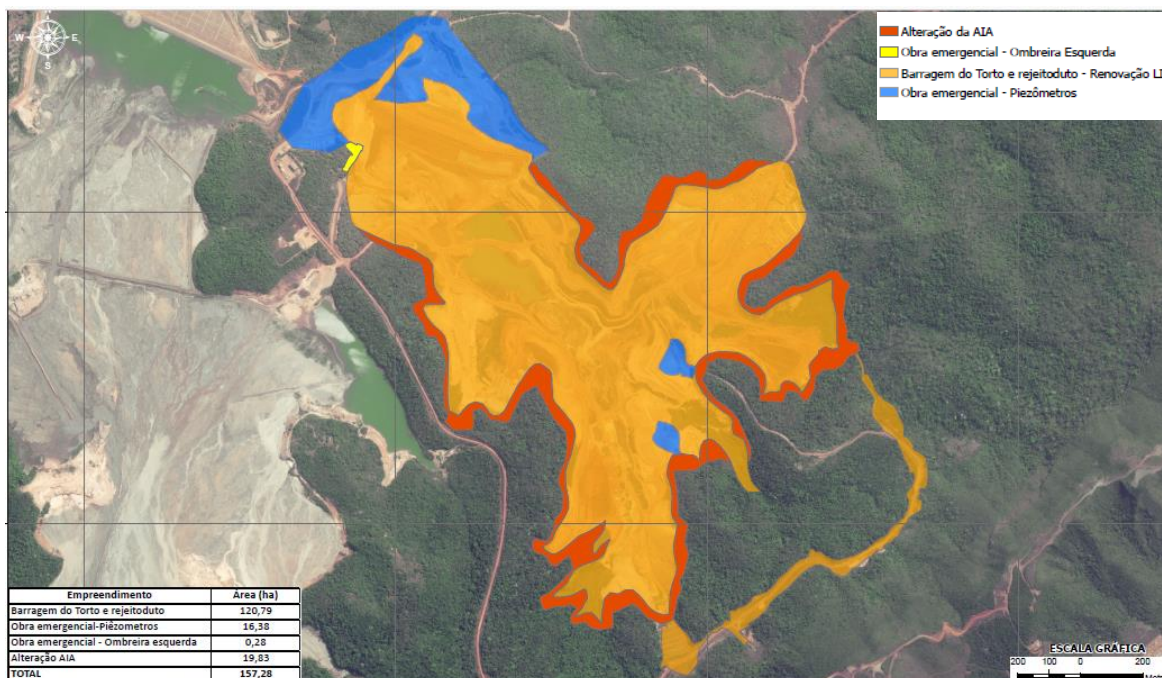 N
W E
S
Alteração da AIA
Obra emergencial - Ombreira Esquerda
Barragem do Torto e rejeitoduto - Renovação LI
Obra emergencial - Piezômetros
Empreendimento Área (ha)
Barragem do Torto e rejeitoduto 120,79
Obra emergencial-Piêzometros 16,38
Obra emergencial - Ombreira esquerda 0,28
Alteração AIA 19,83
TOTAL 157,28
ESCALA GRÁFICA
200 100 0 200